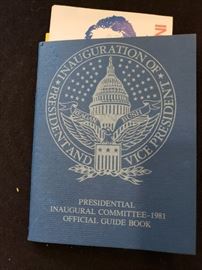 INAUGURATION OF
PRESIDENT AND
VICE PRESIDENT
PRESIDENTIAL
INAUGURAL COMMITTEE–1981
OFFICIAL GUIDE BOOK